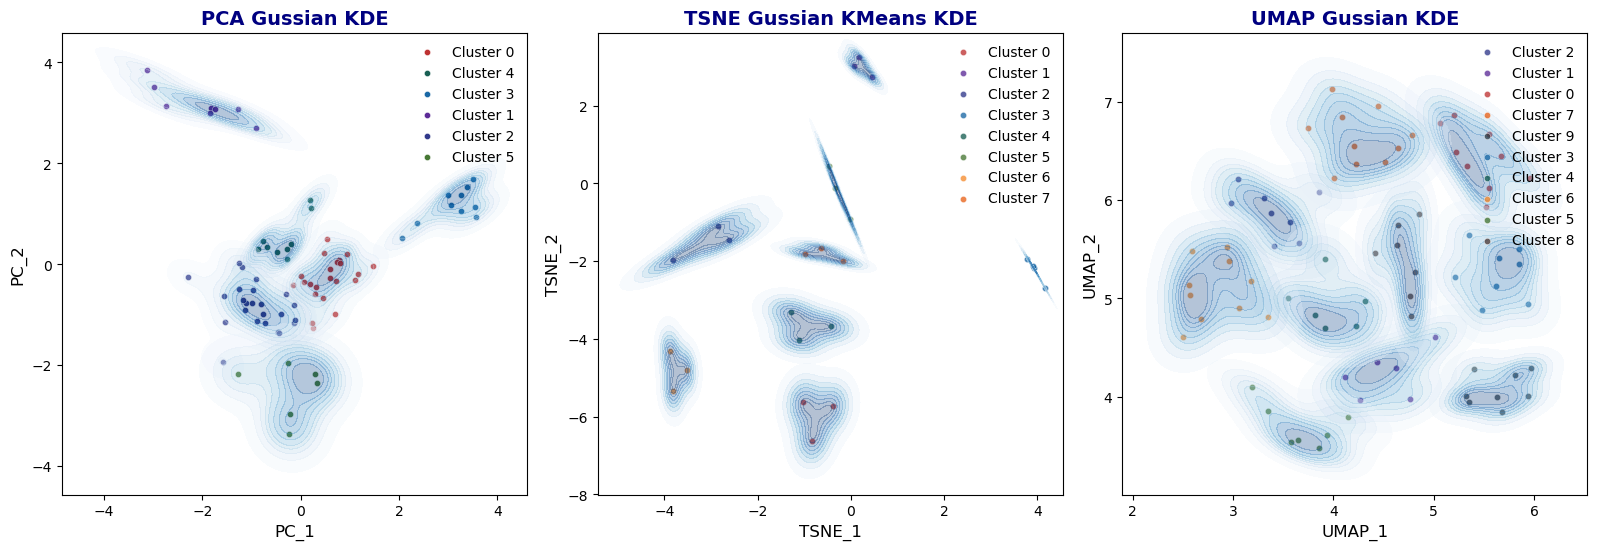 PCA Gussian KDE
Cluster 0
Cluster 4
Cluster 3
Cluster 1
Cluster 2
Cluster 5
4
2
0
−2
−4
PC_2
−4
−2
0
2
4
PC_1
TSNE Gussian KMeans KDE
Cluster 0
Cluster 1
Cluster 2
Cluster 3
Cluster 4
Cluster 5
Cluster 6
Cluster 7
2
0
−2
−4
−6
−8
TSNE_2
−4
−2
0
2
4
TSNE_1
UMAP Gussian KDE
Cluster 2
Cluster 1
Cluster 0
Cluster 7
Cluster 9
Cluster 3
Cluster 4
Cluster 6
Cluster 5
Cluster 8
7
6
5
4
UMAP_2
2
3
4
5
6
UMAP_1